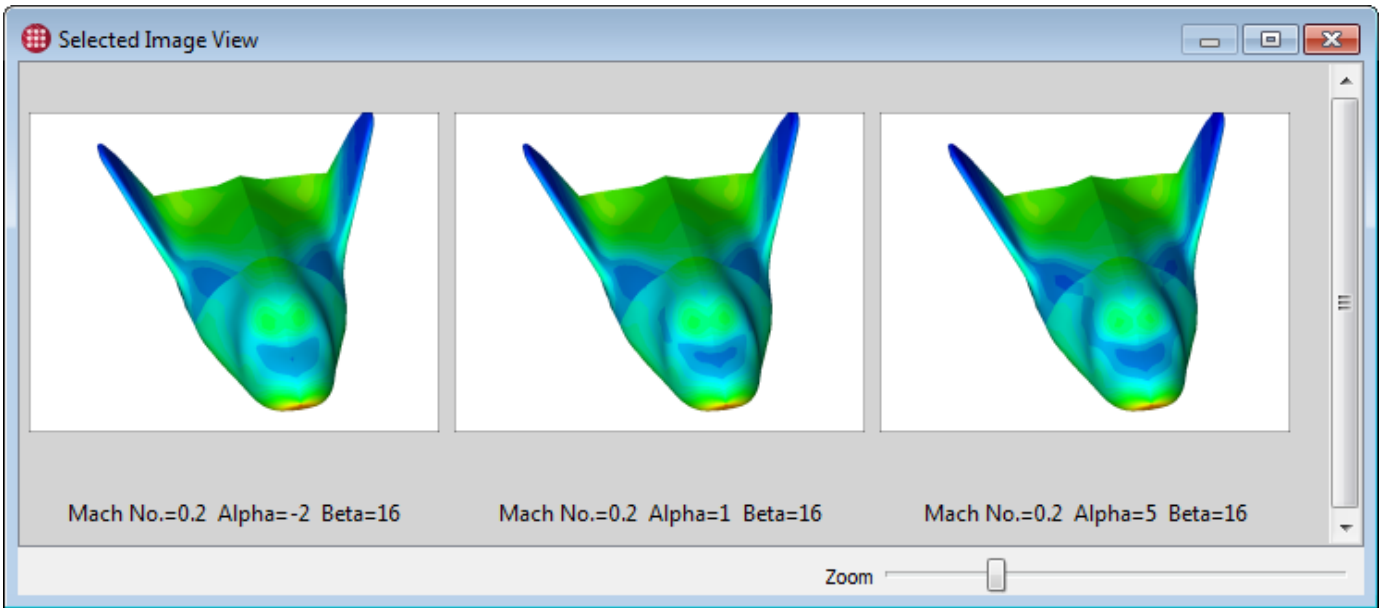 Selected Image View
Mach No.=0.2 Alpha=-2 Beta=16
Mach No.=0.2 Alpha=1 Beta=16
Mach No.=0.2 Alpha=5 Beta=16
Zoom